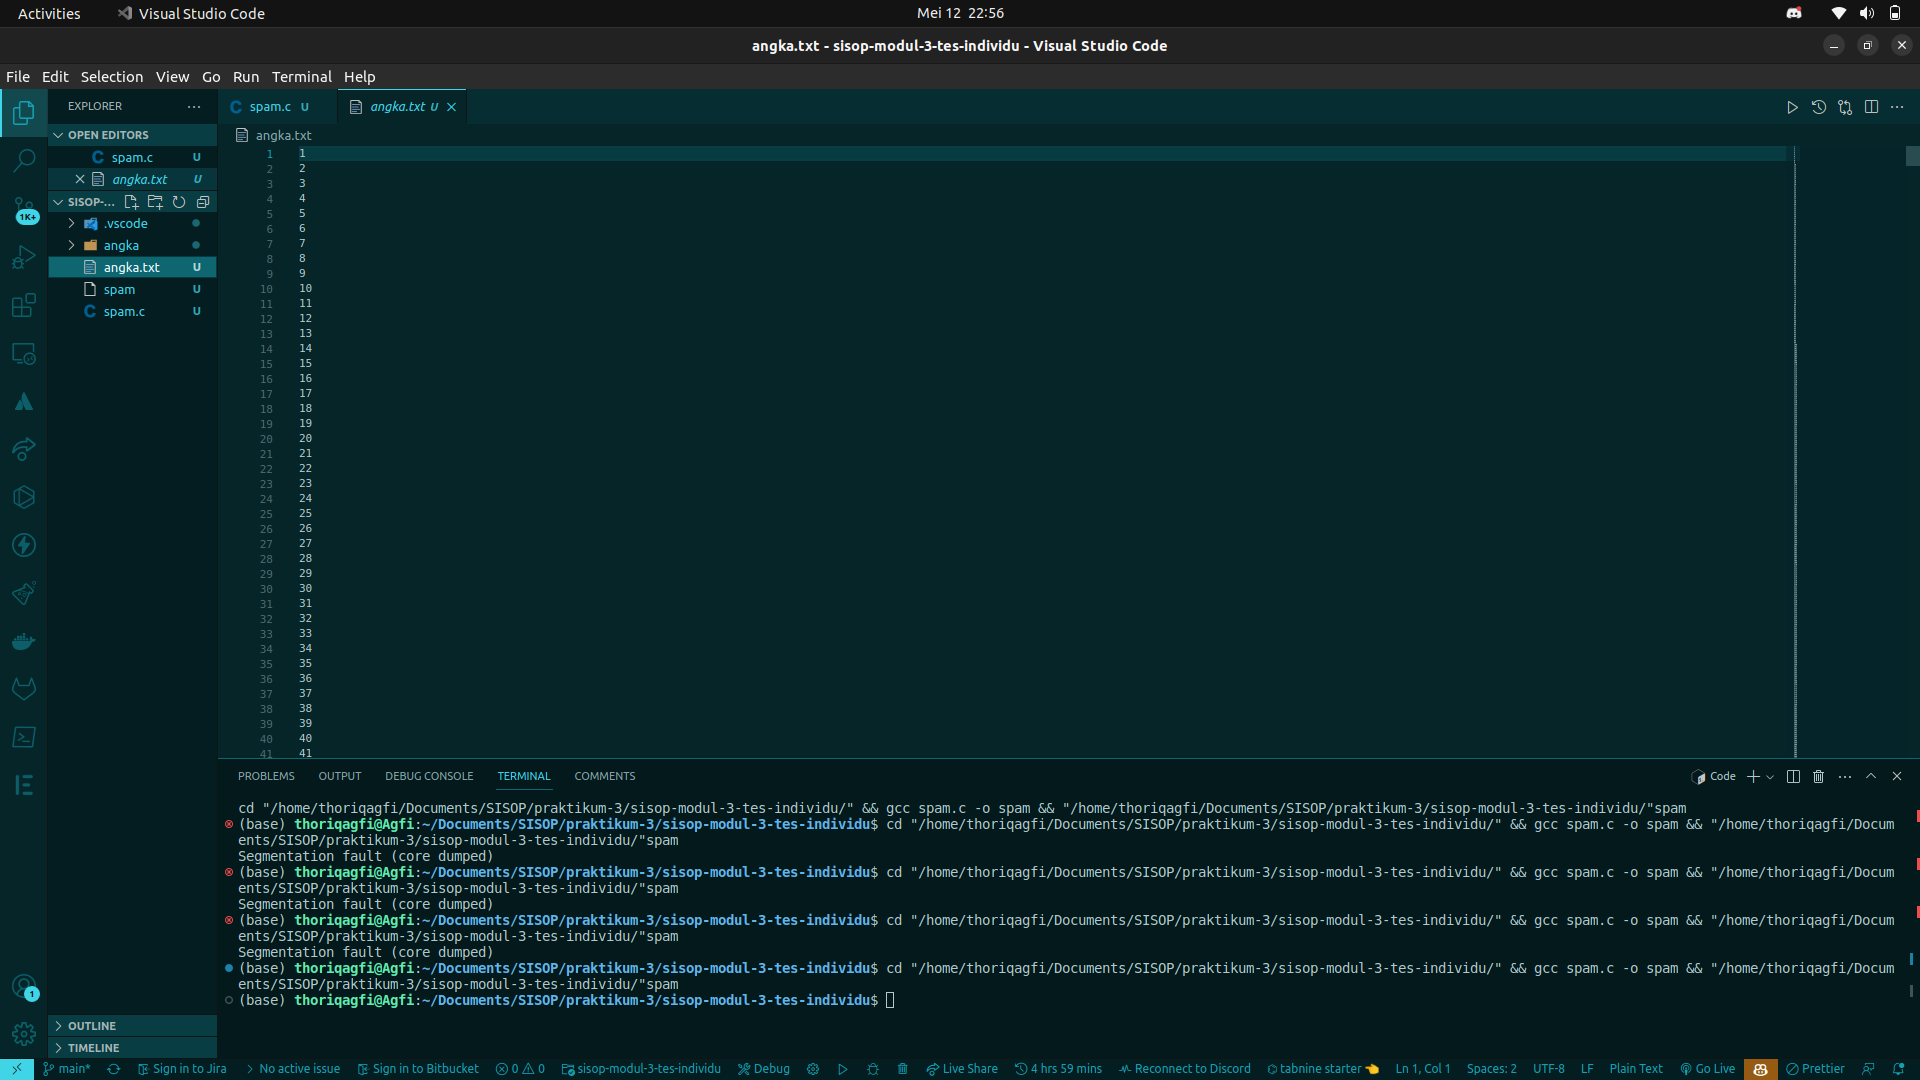 Activities Visual Studio Code Mei 12 22:56
angka.txt - sisop-modul-3-tes-individu - Visual Studio Code
File Edit Selection View Go Run Terminal Help
EXPLORER
OPEN EDITORS
spam.c U
angka.txt U
SISOP-...
.vscode
angka
angka.txt U
spam U
spam.c U
OUTLINE
TIMELINE
1K+
1
spam.c U angka.txt U
angka.txt
1 1
2 2
3 3
4 4
5 5
6 6
7 7
8 8
9 9
10 10
11 11
12 12
13 13
14 14
15 15
16 16
17 17
18 18
19 19
20 20
21 21
22 22
23 23
24 24
25 25
26 26
27 27
28 28
29 29
30 30
31 31
32 32
33 33
34 34
35 35
36 36
37 37
38 38
39 39
40 40
41 41
PROBLEMS OUTPUT DEBUG CONSOLE TERMINAL COMMENTS Code
cd "/home/thoriqagfi/Documents/SISOP/praktikum-3/sisop-modul-3-tes-individu/" && gcc spam.c -o spam && "/home/thoriqagfi/Documents/SISOP/praktikum-3/sisop-modul-3-tes-individu/"spam
(base) thoriqagfi@Agfi:~/Documents/SISOP/praktikum-3/sisop-modul-3-tes-individu$ cd "/home/thoriqagfi/Documents/SISOP/praktikum-3/sisop-modul-3-tes-individu/" && gcc spam.c -o spam && "/home/thoriqagfi/Docum
ents/SISOP/praktikum-3/sisop-modul-3-tes-individu/"spam
Segmentation fault (core dumped)
(base) thoriqagfi@Agfi:~/Documents/SISOP/praktikum-3/sisop-modul-3-tes-individu$ cd "/home/thoriqagfi/Documents/SISOP/praktikum-3/sisop-modul-3-tes-individu/" && gcc spam.c -o spam && "/home/thoriqagfi/Docum
ents/SISOP/praktikum-3/sisop-modul-3-tes-individu/"spam
Segmentation fault (core dumped)
(base) thoriqagfi@Agfi:~/Documents/SISOP/praktikum-3/sisop-modul-3-tes-individu$ cd "/home/thoriqagfi/Documents/SISOP/praktikum-3/sisop-modul-3-tes-individu/" && gcc spam.c -o spam && "/home/thoriqagfi/Docum
ents/SISOP/praktikum-3/sisop-modul-3-tes-individu/"spam
Segmentation fault (core dumped)
(base) thoriqagfi@Agfi:~/Documents/SISOP/praktikum-3/sisop-modul-3-tes-individu$ cd "/home/thoriqagfi/Documents/SISOP/praktikum-3/sisop-modul-3-tes-individu/" && gcc spam.c -o spam && "/home/thoriqagfi/Docum
ents/SISOP/praktikum-3/sisop-modul-3-tes-individu/"spam
(base) thoriqagfi@Agfi:~/Documents/SISOP/praktikum-3/sisop-modul-3-tes-individu$
main* Sign in to Jira No active issue Sign in to Bitbucket 0 0 sisop-modul-3-tes-individu Debug Live Share 4 hrs 59 mins Reconnect to Discord tabnine starter Ln 1, Col 1 Spaces: 2 UTF-8 LF Plain Text Go Live Prettier